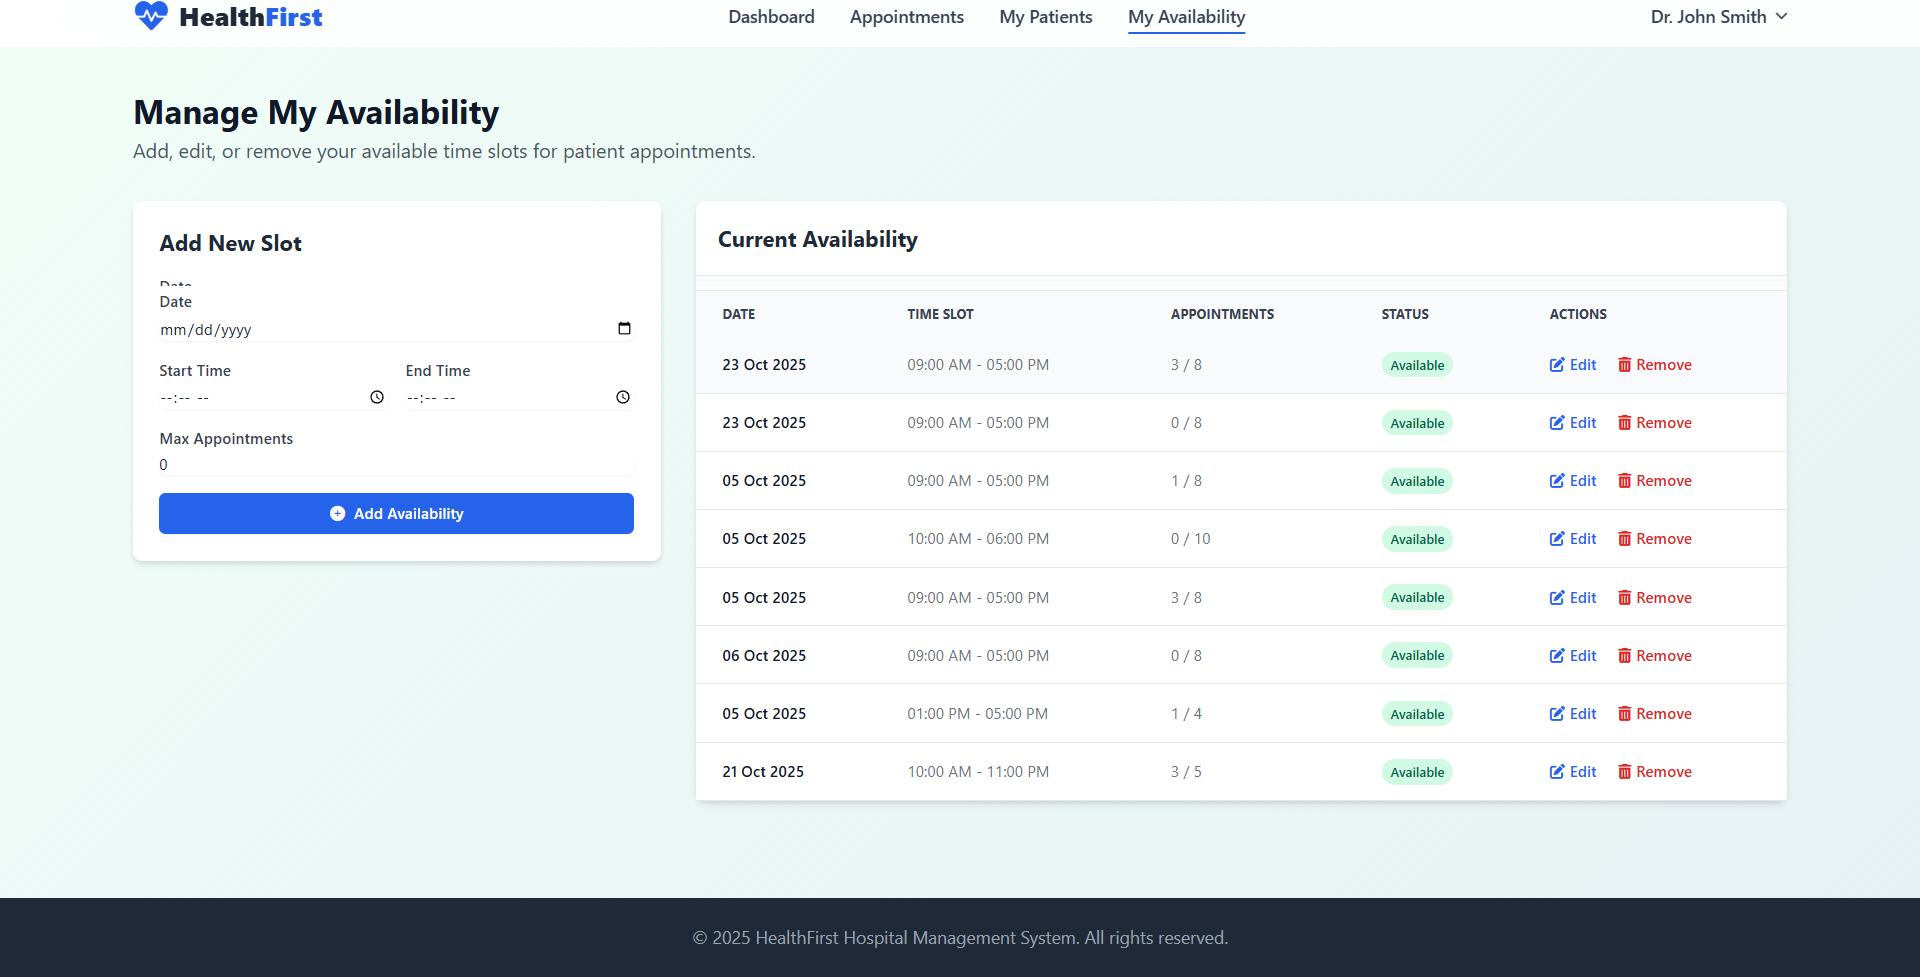 HealthFirst
Dashboard Appointments My Patients My Availability
Dr. John Smith
Manage My Availability
Add, edit, or remove your available time slots for patient appointments.
Add New Slot
Date
Date
mm/dd/yyyy
Start Time End Time
--:-- -- --:-- --
Max Appointments
0
Add Availability
Current Availability
DATE TIME SLOT APPOINTMENTS STATUS ACTIONS
23 Oct 2025 09:00 AM - 05:00 PM 3 / 8 Available Edit Remove
23 Oct 2025 09:00 AM - 05:00 PM 0 / 8 Available Edit Remove
05 Oct 2025 09:00 AM - 05:00 PM 1 / 8 Available Edit Remove
05 Oct 2025 10:00 AM - 06:00 PM 0 / 10 Available Edit Remove
05 Oct 2025 09:00 AM - 05:00 PM 3 / 8 Available Edit Remove
06 Oct 2025 09:00 AM - 05:00 PM 0 / 8 Available Edit Remove
05 Oct 2025 01:00 PM - 05:00 PM 1 / 4 Available Edit Remove
21 Oct 2025 10:00 AM - 11:00 PM 3 / 5 Available Edit Remove
© 2025 HealthFirst Hospital Management System. All rights reserved.